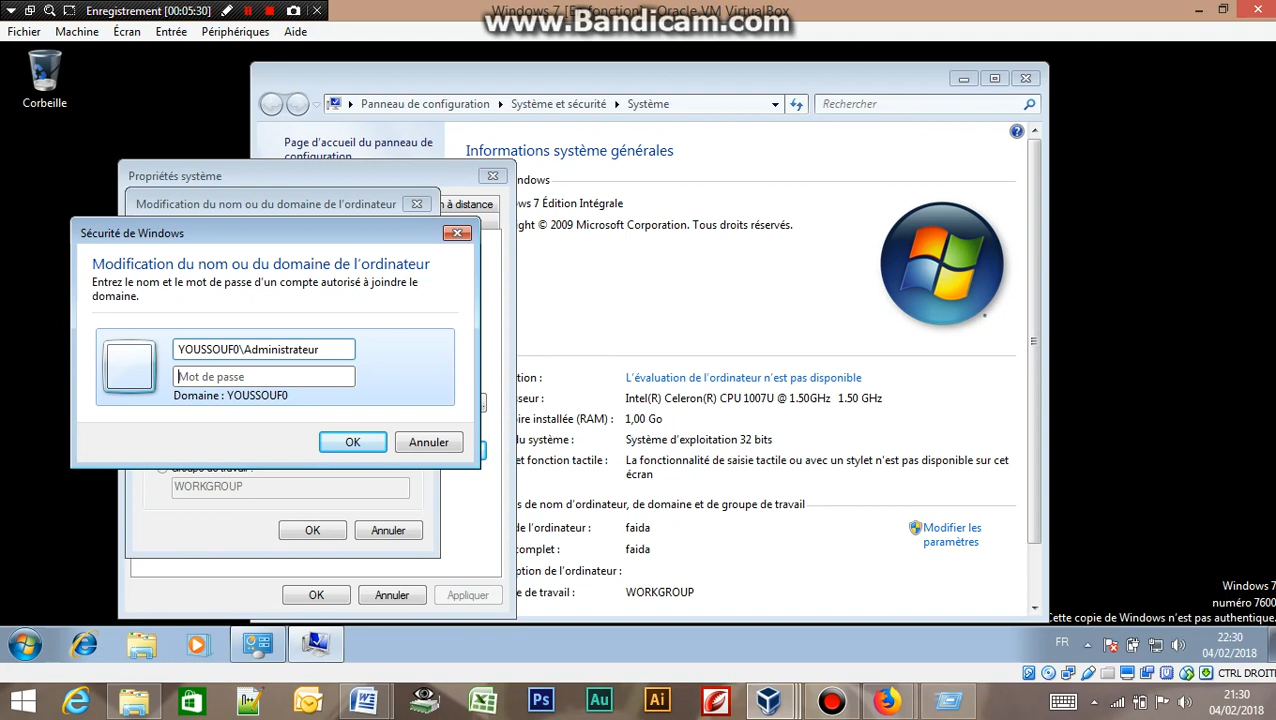 Enregistrement (00:05:30)
www.Bandicam.com
Fichier Machine Écran Entrée Périphériques Aide
Corbeille
Panneau de configuration Système et sécurité Système
Rechercher
Page d'accueil du panneau de
configuration
Informations système générales
ndows
ws 7 Édition Intégrale
ght © 2009 Microsoft Corporation. Tous droits réservés.
Propriétés système
Modification du nom ou du domaine de l'ordinateur
n à distance
Sécurité de Windows
Modification du nom ou du domaine de l'ordinateur
Entrez le nom et le mot de passe d'un compte autorisé à joindre le
domaine.
YOUSSOUF0\Administrateur
Mot de passe
Domaine : YOUSSOUF0
OK Annuler
WORKGROUP
OK Annuler
OK Annuler Appliquer
tion : L'évaluation de l'ordinateur n'est pas disponible
sseur : Intel(R) Celeron(R) CPU 1007U @ 1.50GHz 1.50 GHz
ire installée (RAM) : 1,00 Go
du système : Système d'exploitation 32 bits
et fonction tactile : La fonctionnalité de saisie tactile ou avec un stylet n'est pas disponible sur cet
écran
s de nom d'ordinateur, de domaine et de groupe de travail
de l'ordinateur : faida
complet : faida
ption de l'ordinateur :
e de travail : WORKGROUP
Modifier les
paramètres
Windows 7
numéro 7600
Cette copie de Windows n'est pas authentique.
FR
22:30
04/02/2018
CTRL DROITE
21:30
04/02/2018